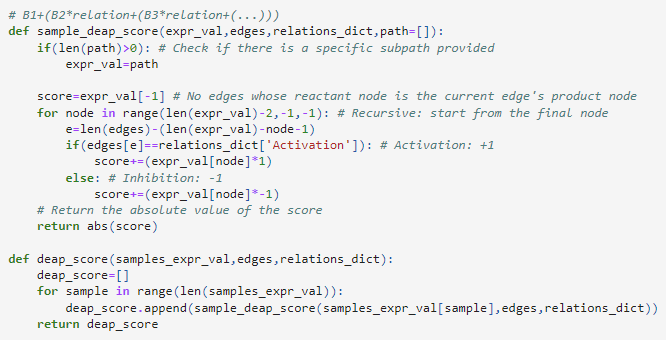 # B1+(B2*relation+(B3*relation+(...)))
def sample_deap_score(expr_val,edges,relations_dict,path=[]):
    if(len(path)>0): # Check if there is a specific subpath provided
        expr_val=path

    score=expr_val[-1] # No edges whose reactant node is the current edge's product node
    for node in range(len(expr_val)-2,-1,-1): # Recursive: start from the final node
        e=len(edges)-(len(expr_val)-node-1)
        if(edges[e]==relations_dict['Activation']): # Activation: +1
            score+=(expr_val[node]*1)
        else: # Inhibition: -1
            score+=(expr_val[node]*-1)
    # Return the absolute value of the score
    return abs(score)

def deap_score(samples_expr_val,edges,relations_dict):
    deap_score=[]
    for sample in range(len(samples_expr_val)):
        deap_score.append(sample_deap_score(samples_expr_val[sample],edges,relations_dict))
    return deap_score